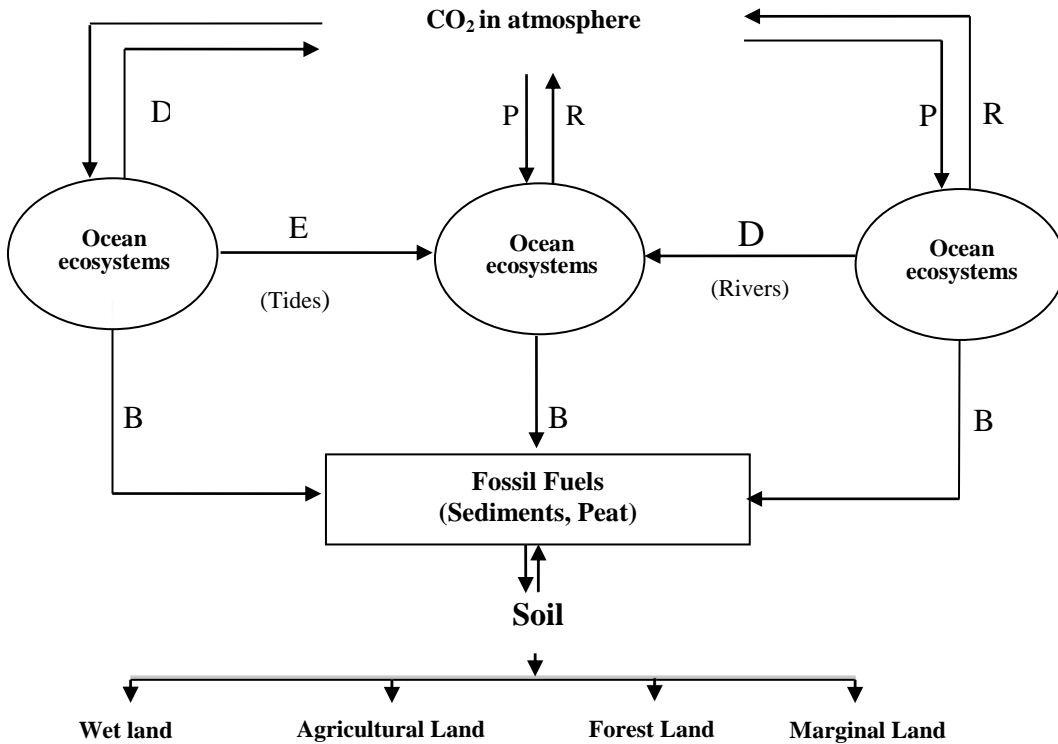 CO2 in atmosphere
D
P
R
P
R
Ocean
ecosystems
E
(Tides)
Ocean
ecosystems
D
(Rivers)
Ocean
ecosystems
B
B
B
Fossil Fuels
(Sediments, Peat)
Soil
Wet land
Agricultural Land
Forest Land
Marginal Land